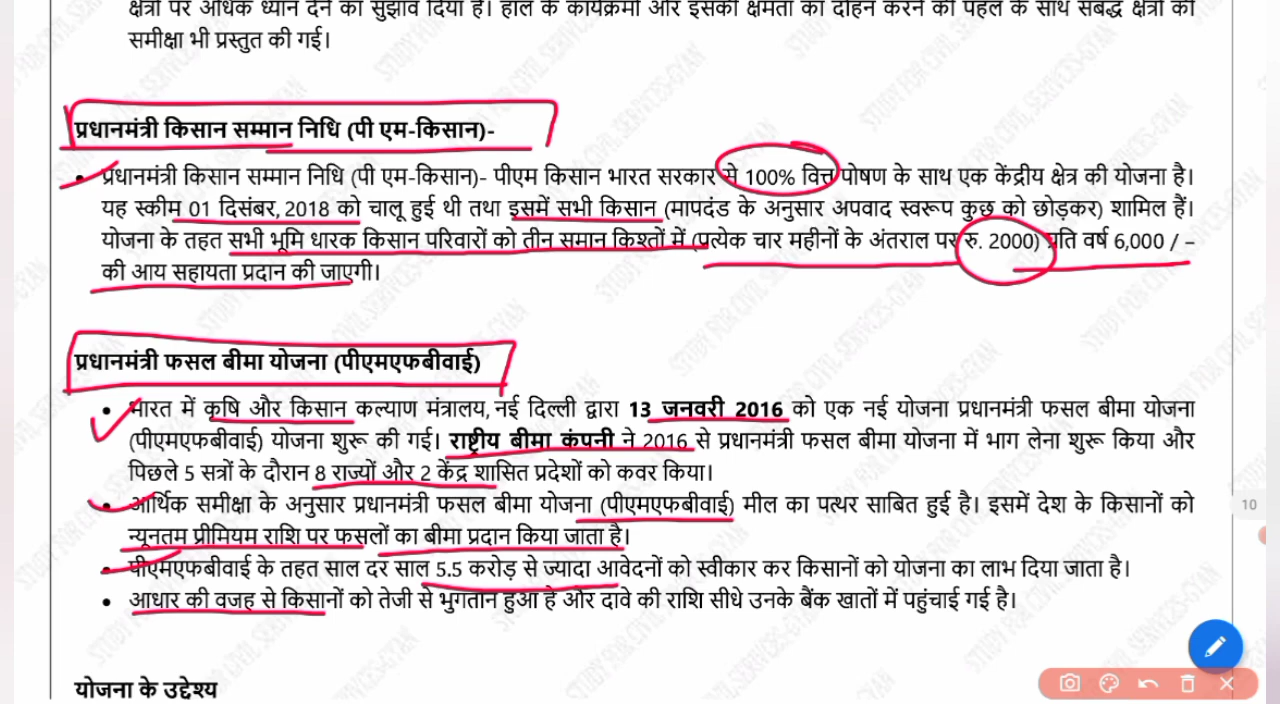 क्षेत्रों पर अधिक ध्यान देने का सुझाव दिया है। हाल के कार्यक्रमों और इसकी क्षमता का दोहन करने की पहल के साथ संबद्ध क्षेत्रों की
समीक्षा भी प्रस्तुत की गई।
प्रधानमंत्री किसान सम्मान निधि (पी एम-किसान)-
• प्रधानमंत्री किसान सम्मान निधि (पी एम-किसान)- पीएम किसान भारत सरकार से 100% वित्त पोषण के साथ एक केंद्रीय क्षेत्र की योजना है।
यह स्कीम 01 दिसंबर, 2018 को चालू हुई थी तथा इसमें सभी किसान (मापदंड के अनुसार अपवाद स्वरूप कुछ को छोड़कर) शामिल हैं।
योजना के तहत सभी भूमि धारक किसान परिवारों को तीन समान किश्तों में (प्रत्येक चार महीनों के अंतराल पर रु. 2000) प्रति वर्ष 6,000 / –
की आय सहायता प्रदान की जाएगी।
प्रधानमंत्री फसल बीमा योजना (पीएमएफबीवाई)
• भारत में कृषि और किसान कल्याण मंत्रालय, नई दिल्ली द्वारा 13 जनवरी 2016 को एक नई योजना प्रधानमंत्री फसल बीमा योजना
(पीएमएफबीवाई) योजना शुरू की गई। राष्ट्रीय बीमा कंपनी ने 2016 से प्रधानमंत्री फसल बीमा योजना में भाग लेना शुरू किया और
पिछले 5 सत्रों के दौरान 8 राज्यों और 2 केंद्र शासित प्रदेशों को कवर किया।
• आर्थिक समीक्षा के अनुसार प्रधानमंत्री फसल बीमा योजना (पीएमएफबीवाई) मील का पत्थर साबित हुई है। इसमें देश के किसानों को
न्यूनतम प्रीमियम राशि पर फसलों का बीमा प्रदान किया जाता है।
• पीएमएफबीवाई के तहत साल दर साल 5.5 करोड़ से ज्यादा आवेदनों को स्वीकार कर किसानों को योजना का लाभ दिया जाता है।
• आधार की वजह से किसानों को तेजी से भुगतान हुआ है और दावे की राशि सीधे उनके बैंक खातों में पहुंचाई गई है।
10
योजना के उद्देश्य